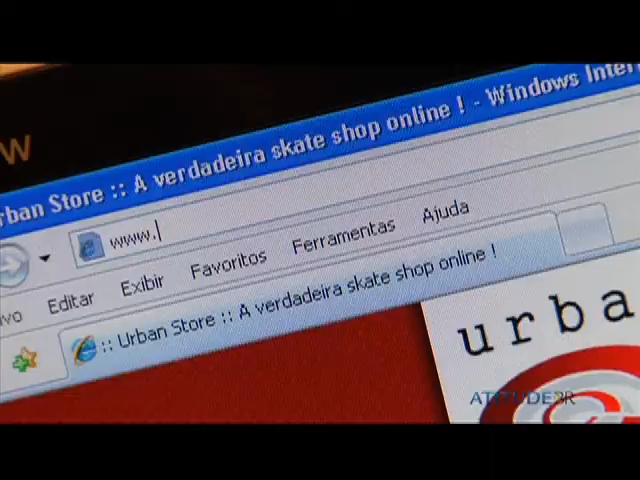 W
rban Store :: A verdadeira skate shop online ! - Windows Inter
www.
vo Editar Exibir Favoritos Ferramentas Ajuda
:: Urban Store :: A verdadeira skate shop online !
urba
ATITUDEBR